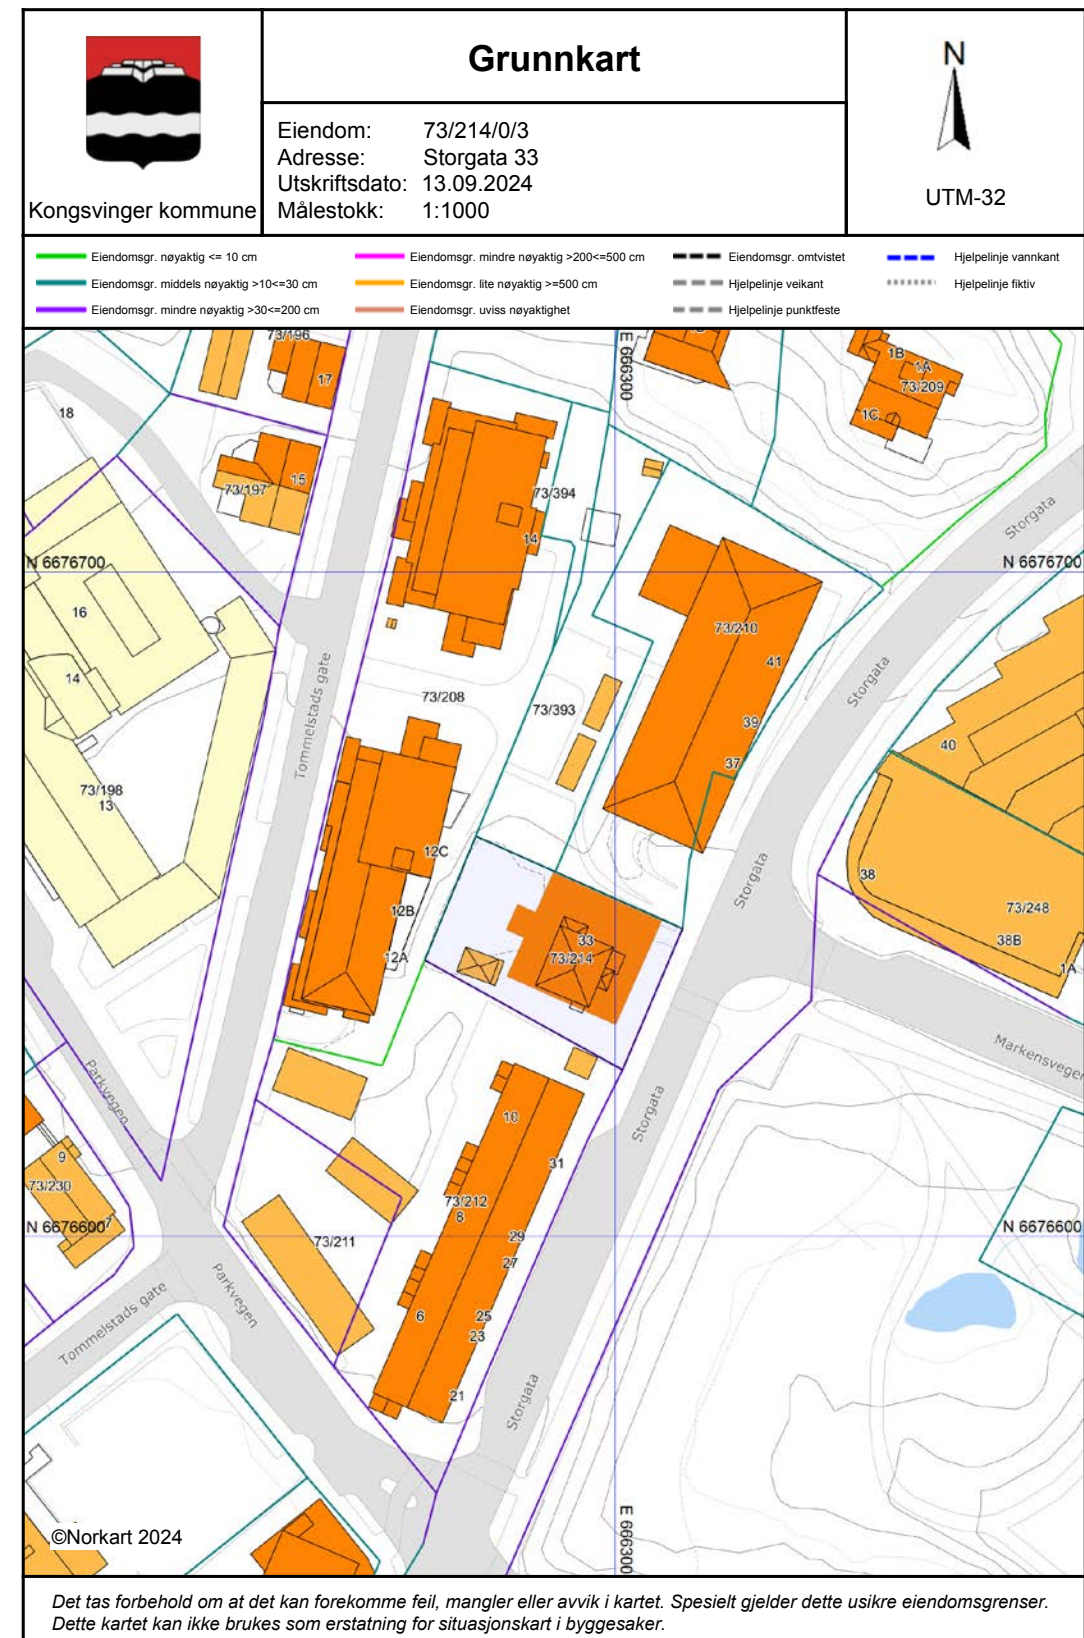 Grunnkart
N
Eiendom: 73/214/0/3
Adresse: Storgata 33
Utskriftsdato: 13.09.2024
Målestokk: 1:1000
Kongsvinger kommune
UTM-32
Eiendomsgr. nøyaktig <= 10 cm
Eiendomsgr. mindre nøyaktig >200<=500 cm
Eiendomsgr. omtvistet
Hjelpelinje vannkant
Eiendomsgr. middels nøyaktig >10<=30 cm
Eiendomsgr. lite nøyaktig >=500 cm
Hjelpelinje veikant
Hjelpelinje fiktiv
Eiendomsgr. mindre nøyaktig >30<=200 cm
Eiendomsgr. uviss nøyaktighet
Hjelpelinje punktfeste
73/196
E 666300
1B
1A
17
73/209
18
1C
15
73/197
73/394
Storgata
14
N 6676700
N 6676700
16
73/210
41
14
Tommelstads gate
73/208
Storgata
73/393
39
40
37
73/198
13
12C
Storgata
38
73/248
12B
33
38B
12A
73/214
1A
Markensvegen
Parkvegen
10
Storgata
9
31
73/230
73/212
8
7
N 6676600
29
N 6676600
73/211
27
Parkvegen
6
25
Tommelstads gate
23
21
Storgata
E 666300
©Norkart 2024
Det tas forbehold om at det kan forekomme feil, mangler eller avvik i kartet. Spesielt gjelder dette usikre eiendomsgrenser.
Dette kartet kan ikke brukes som erstatning for situasjonskart i byggesaker.